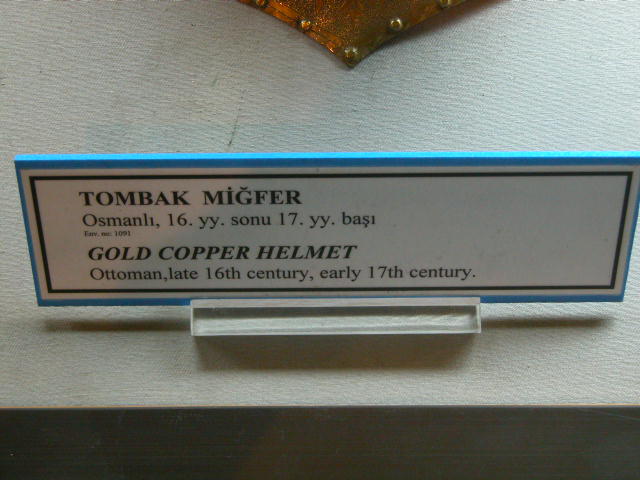 TOMBAK MİĞFER
Osmanlı, 16. yy. sonu 17. yy. başı
Env. no: 1091
GOLD COPPER HELMET
Ottoman,late 16th century, early 17th century.